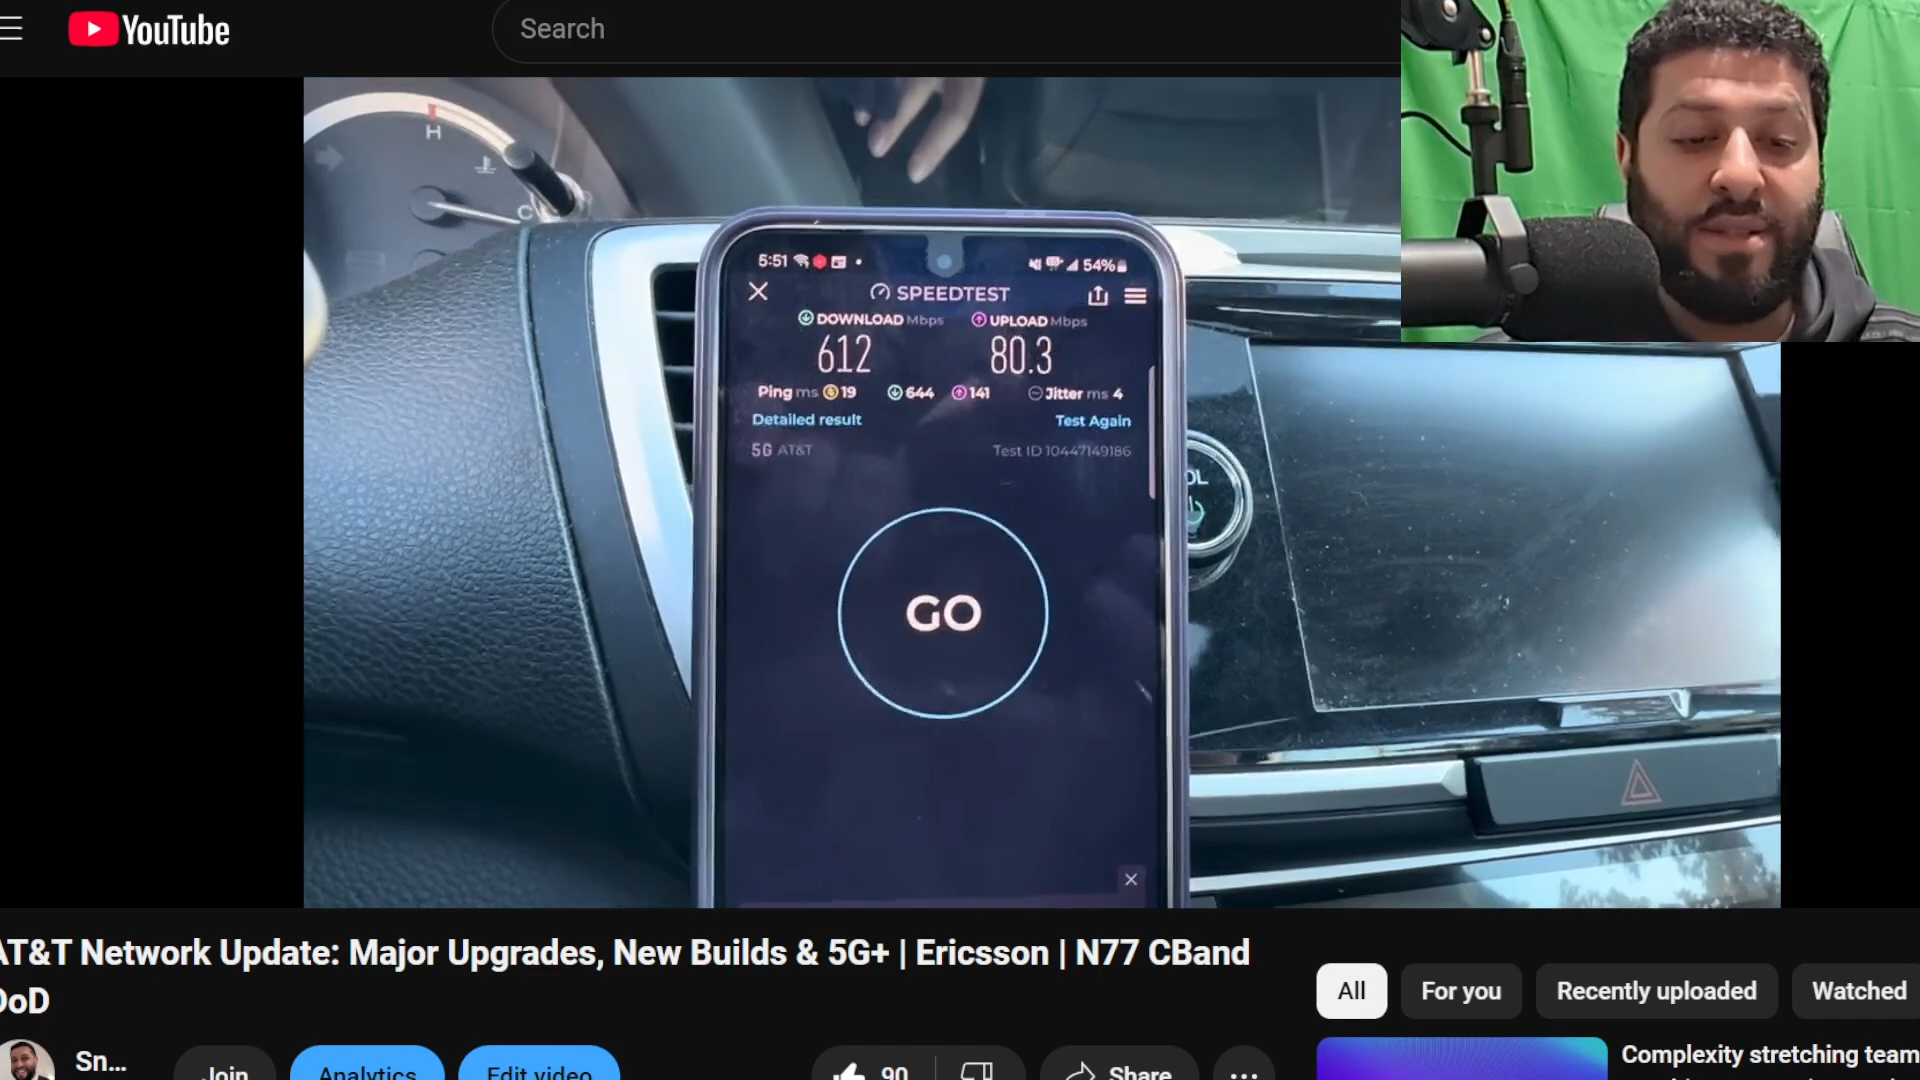 YouTube
Search
H
C
5:51
54%
SPEEDTEST
DOWNLOAD Mbps
UPLOAD Mbps
612
80.3
Ping ms 19 644 141 Jitter ms 4
Detailed result
Test Again
5G AT&T
Test ID 10447149186
GO
AT&T Network Update: Major Upgrades, New Builds & 5G+ | Ericsson | N77 CBand
DoD
All
For you
Recently uploaded
Watched
Sn...
Join
Analytics
Edit video
90
Share
Complexity stretching team